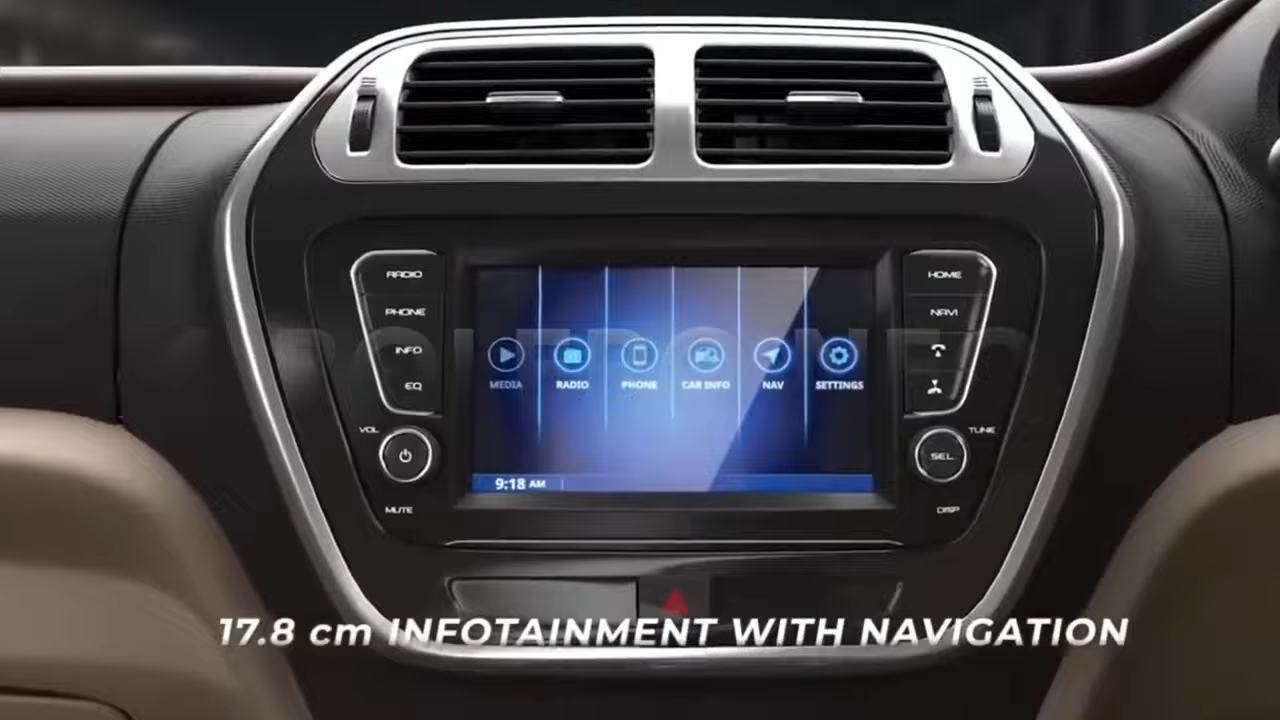 RADIO
PHONE
INFO
EQ
VOL
MUTE
MEDIA
RADIO
PHONE
CAR INFO
NAV
SETTINGS
9:18 AM
HOME
NAVI
TUNE
SEL
DISP
17.8 cm INFOTAINMENT WITH NAVIGATION